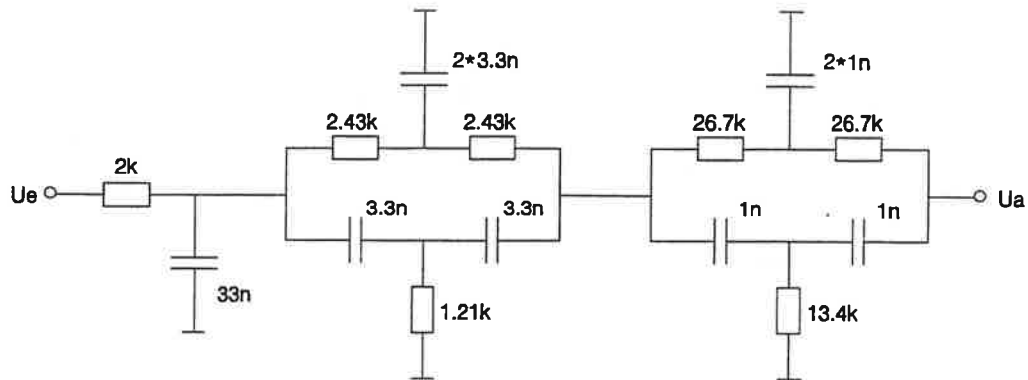 2*3.3n
2*1n
2.43k 2.43k
26.7k 26.7k
2k
Ue
Ua
3.3n 3.3n
1n 1n
33n
1.21k
13.4k